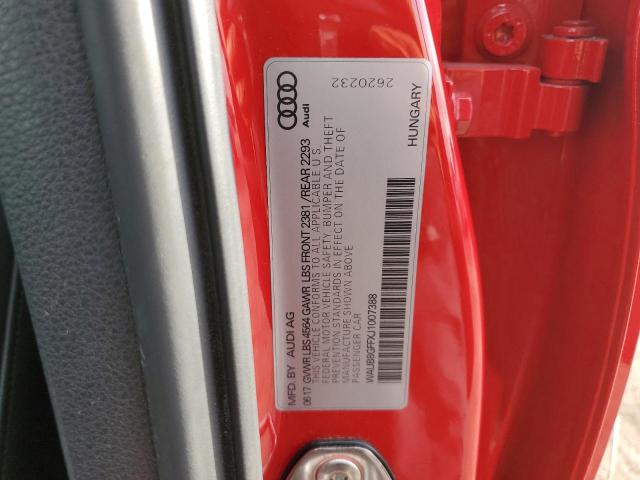 Audi
2620232
MFD. BY AUDI AG
06 17 GVWR LBS 4564 GAWR LBS FRONT 2381/REAR 2293
THIS VEHICLE CONFORMS TO ALL APPLICABLE U S
FEDERAL MOTOR VEHICLE SAFETY, BUMPER AND THEFT
PREVENTION STANDARDS IN EFFECT ON THE DATE OF
MANUFACTURE SHOWN ABOVE
PASSENGER CAR
WAUB8GFFXJ1007388
HUNGARY